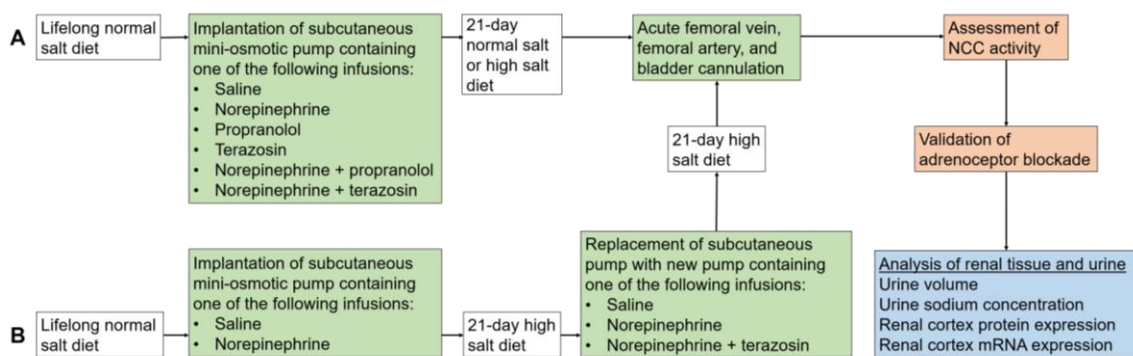 A
Lifelong normal
salt diet
Implantation of subcutaneous
mini-osmotic pump containing
one of the following infusions:
• Saline
• Norepinephrine
• Propranolol
• Terazosin
• Norepinephrine + propranolol
• Norepinephrine + terazosin
21-day
normal salt
or high salt
diet
Acute femoral vein,
femoral artery, and
bladder cannulation
Assessment of
NCC activity
21-day high
salt diet
Validation of
adrenoceptor blockade
B
Lifelong normal
salt diet
Implantation of subcutaneous
mini-osmotic pump containing
one of the following infusions:
• Saline
• Norepinephrine
21-day high
salt diet
Replacement of subcutaneous
pump with new pump containing
one of the following infusions:
• Saline
• Norepinephrine
• Norepinephrine + terazosin
Analysis of renal tissue and urine
Urine volume
Urine sodium concentration
Renal cortex protein expression
Renal cortex mRNA expression